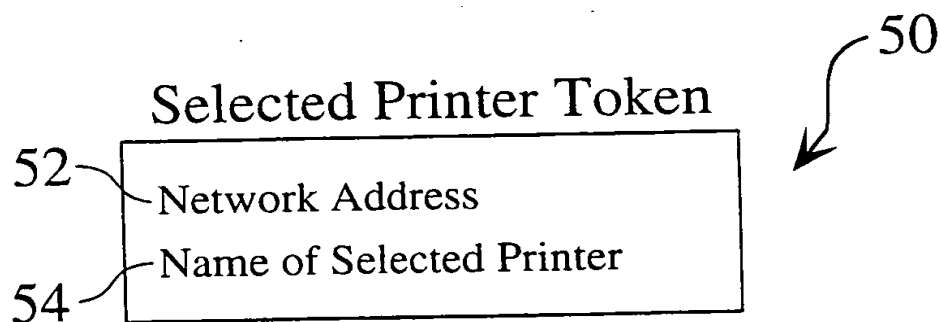 50
Selected Printer Token
52
Network Address
Name of Selected Printer
54